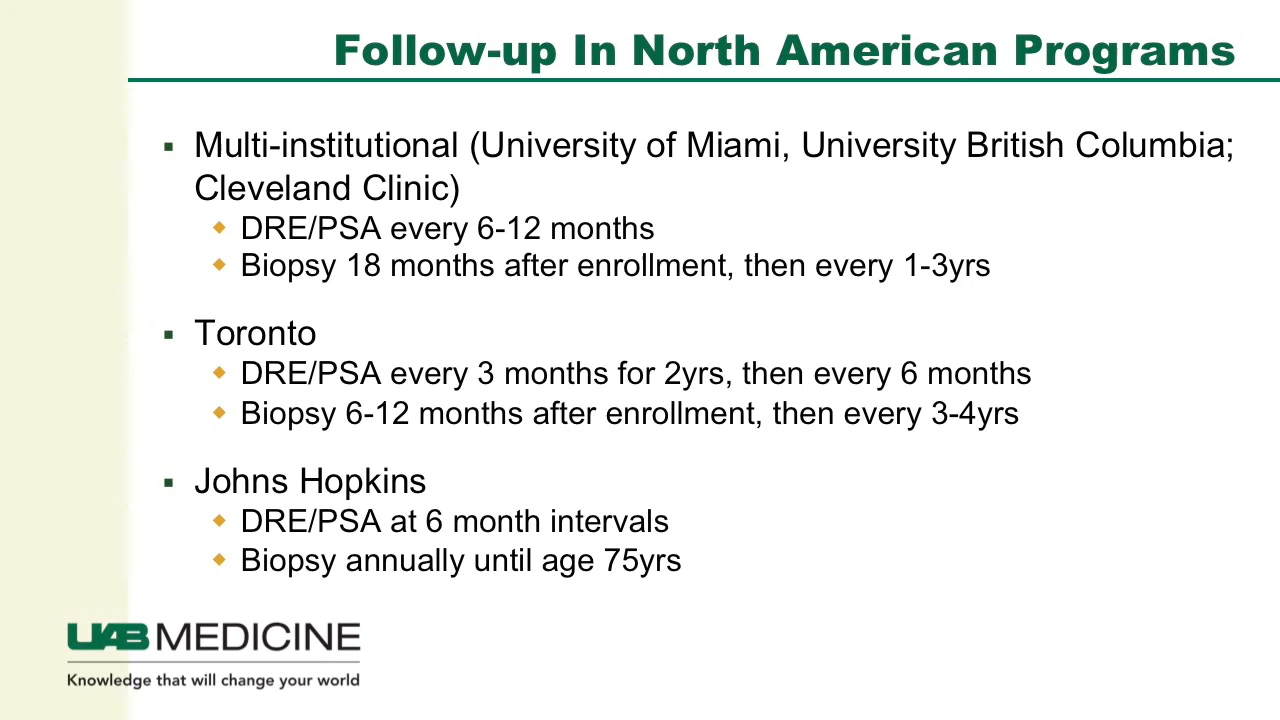 Follow-up In North American Programs
▪ Multi-institutional (University of Miami, University British Columbia;
Cleveland Clinic)
◆ DRE/PSA every 6-12 months
◆ Biopsy 18 months after enrollment, then every 1-3yrs
▪ Toronto
◆ DRE/PSA every 3 months for 2yrs, then every 6 months
◆ Biopsy 6-12 months after enrollment, then every 3-4yrs
▪ Johns Hopkins
◆ DRE/PSA at 6 month intervals
◆ Biopsy annually until age 75yrs
UAB MEDICINE
Knowledge that will change your world